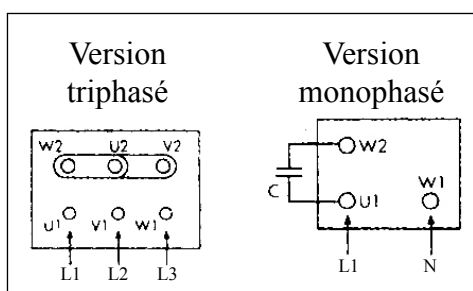 Version
triphasé
W2 U2 V2
U1 V1 W1
L1 L2 L3
Version
monophasé
W2
C
U1
W1
L1 N